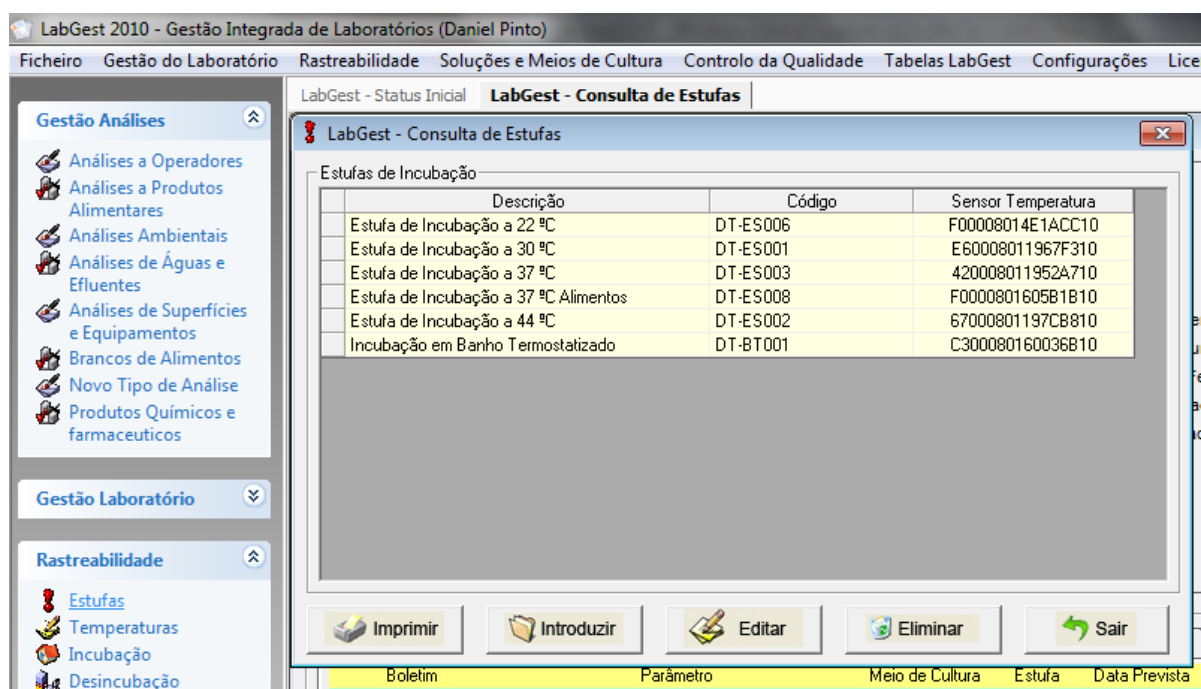 LabGest 2010 - Gestão Integrada de Laboratórios (Daniel Pinto)
Ficheiro Gestão do Laboratório Rastreabilidade Soluções e Meios de Cultura Controlo da Qualidade Tabelas LabGest Configurações Lice
LabGest - Status Inicial LabGest - Consulta de Estufas
Gestão Análises
Análises a Operadores
Análises a Produtos
Alimentares
Análises Ambientais
Análises de Águas e
Efluentes
Análises de Superfícies
e Equipamentos
Brancos de Alimentos
Novo Tipo de Análise
Produtos Químicos e
farmaceuticos
Gestão Laboratório
Rastreabilidade
Estufas
Temperaturas
Incubação
Desincubação
LabGest - Consulta de Estufas
Estufas de Incubação
Descrição Código Sensor Temperatura
Estufa de Incubação a 22 ºC DT-ES006 F00008014E1ACC10
Estufa de Incubação a 30 ºC DT-ES001 E60008011967F310
Estufa de Incubação a 37 ºC DT-ES003 420008011952A710
Estufa de Incubação a 37 ºC Alimentos DT-ES008 F0000801605B1B10
Estufa de Incubação a 44 ºC DT-ES002 67000801197CB810
Incubação em Banho Termostatizado DT-BT001 C300080160036B10
Imprimir Introduzir Editar Eliminar Sair
Boletim Parâmetro Meio de Cultura Estufa Data Prevista